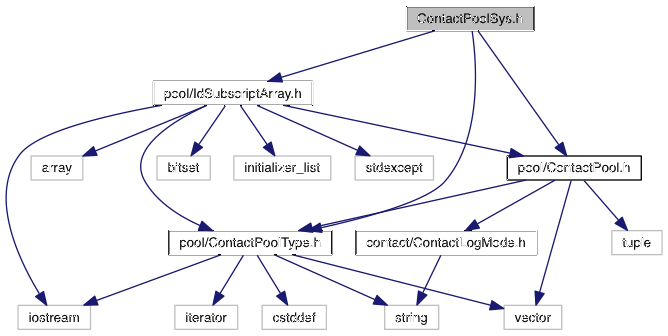 ContactPoolSys.h
pool/IdSubscriptArray.h
array
bitset
initializer_list
stdexcept
pool/ContactPool.h
pool/ContactPoolType.h
contact/ContactLogMode.h
tuple
iostream
iterator
cstddef
string
vector